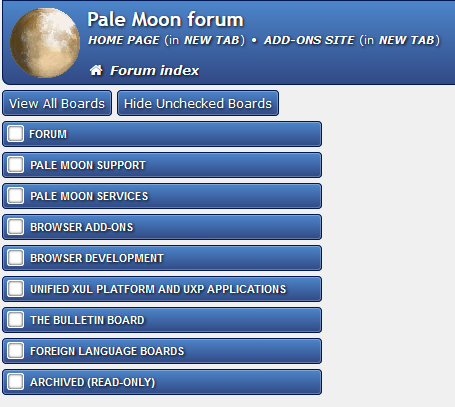 Pale Moon forum
HOME PAGE (in NEW TAB) • ADD-ONS SITE (in NEW TAB)
Forum index
View All Boards Hide Unchecked Boards
FORUM
PALE MOON SUPPORT
PALE MOON SERVICES
BROWSER ADD-ONS
BROWSER DEVELOPMENT
UNIFIED XUL PLATFORM AND UXP APPLICATIONS
THE BULLETIN BOARD
FOREIGN LANGUAGE BOARDS
ARCHIVED (READ-ONLY)